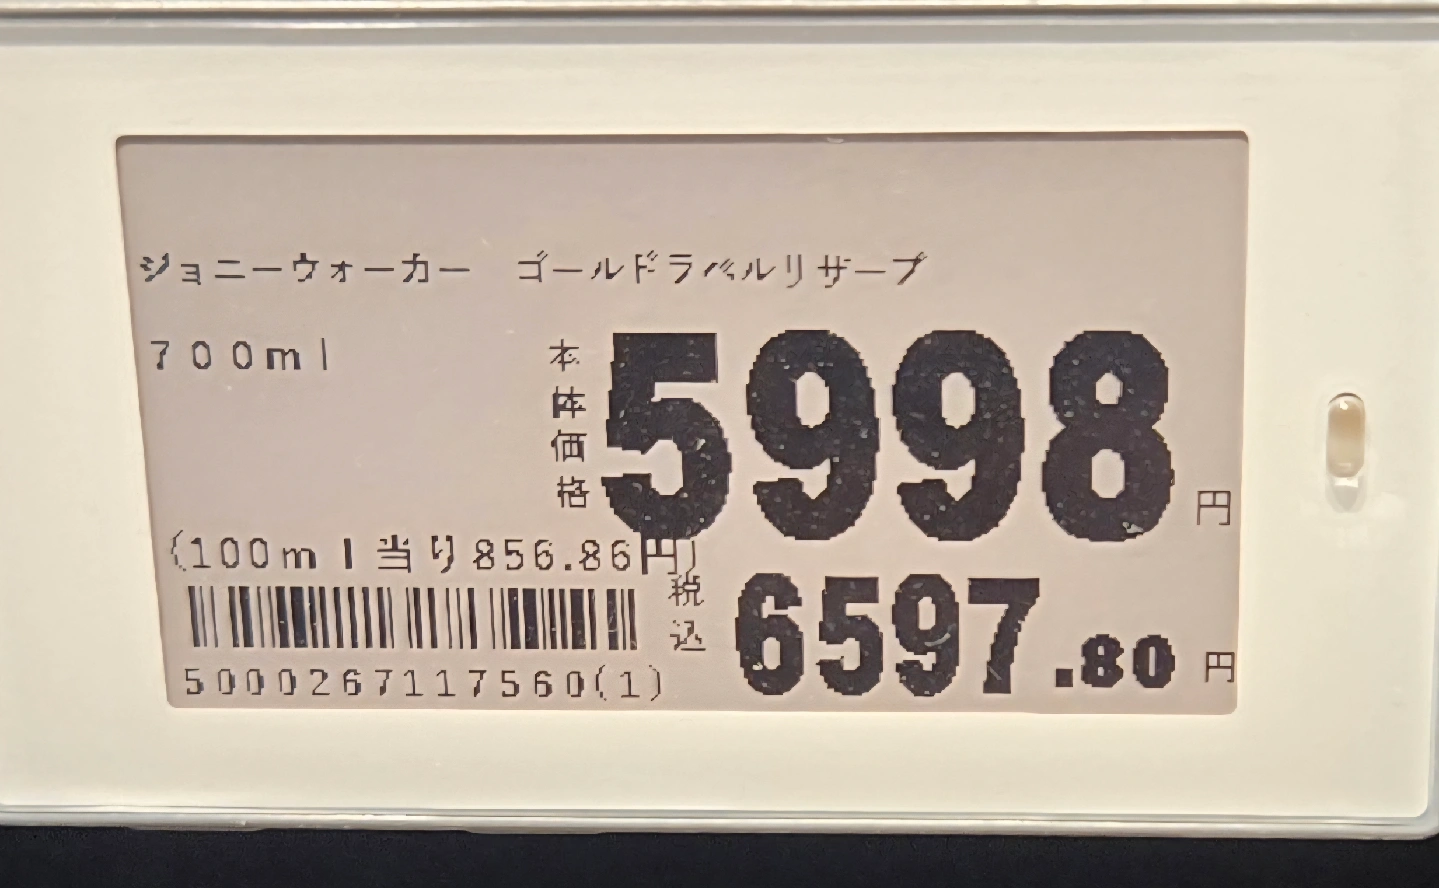 ジョニーウォーカー　ゴールドラベルリザーブ
700ml
本体価格 5998円
(100ml当り856.86円)
税込 6597.80円
5000267117560(1)